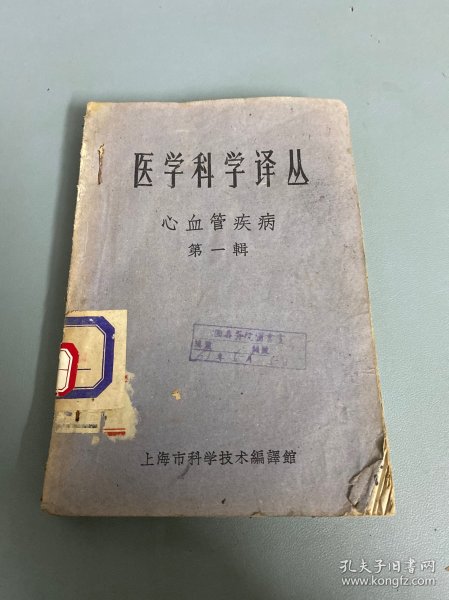 医学科学译丛
心血管疾病
第一輯
上海市科学技术編譯館
孔夫子旧书网
www.kongfz.com